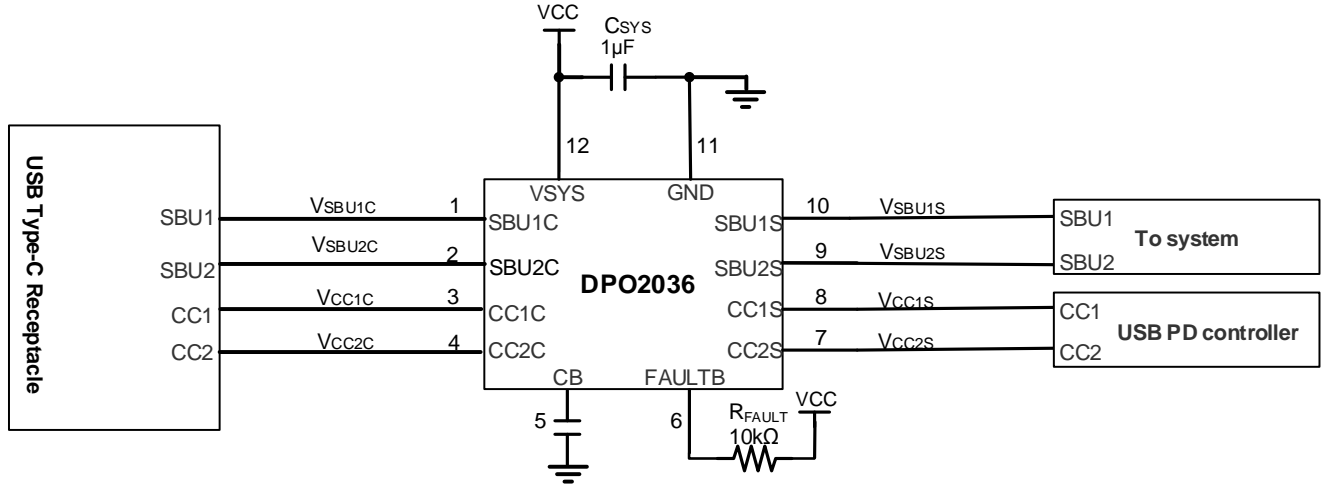 VCC
CSYS
1µF
12
11
USB Type-C Receptacle
VSYS
GND
SBU1
VSBU1C
1
SBU1C
SBU1S
10
VSBU1S
SBU1
SBU2
VSBU2C
2
SBU2C
SBU2S
9
VSBU2S
SBU2
To system
DPO2036
CC1
VCC1C
3
CC1C
CC1S
8
VCC1S
CC1
CC2
VCC2C
4
CC2C
CC2S
7
VCC2S
CC2
USB PD controller
CB
FAULTB
5
6
RFAULT
10kΩ
VCC